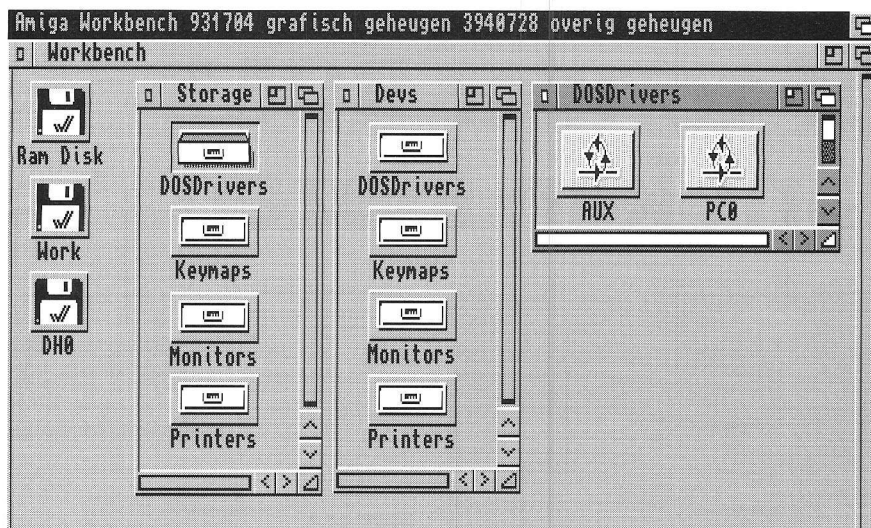 Amiga Workbench 931704 grafisch geheugen 3940728 overig geheugen
Workbench
Ram Disk
Work
DH0
Storage
DOSDrivers
Keymaps
Monitors
Printers
Devs
DOSDrivers
Keymaps
Monitors
Printers
DOSDrivers
AUX
PC0